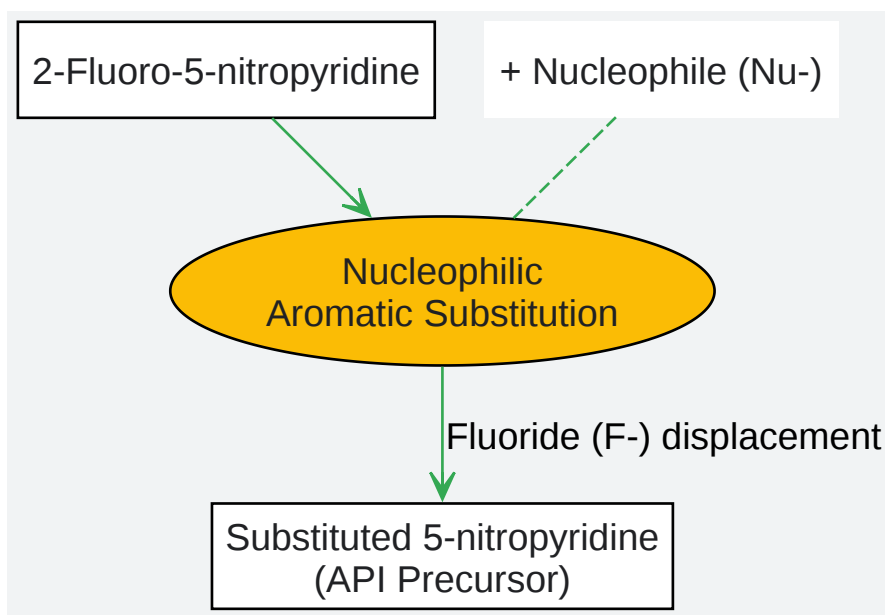 2-Fluoro-5-nitropyridine
+ Nucleophile (Nu-)
Nucleophilic
Aromatic Substitution
Fluoride (F-) displacement
Substituted 5-nitropyridine
(API Precursor)